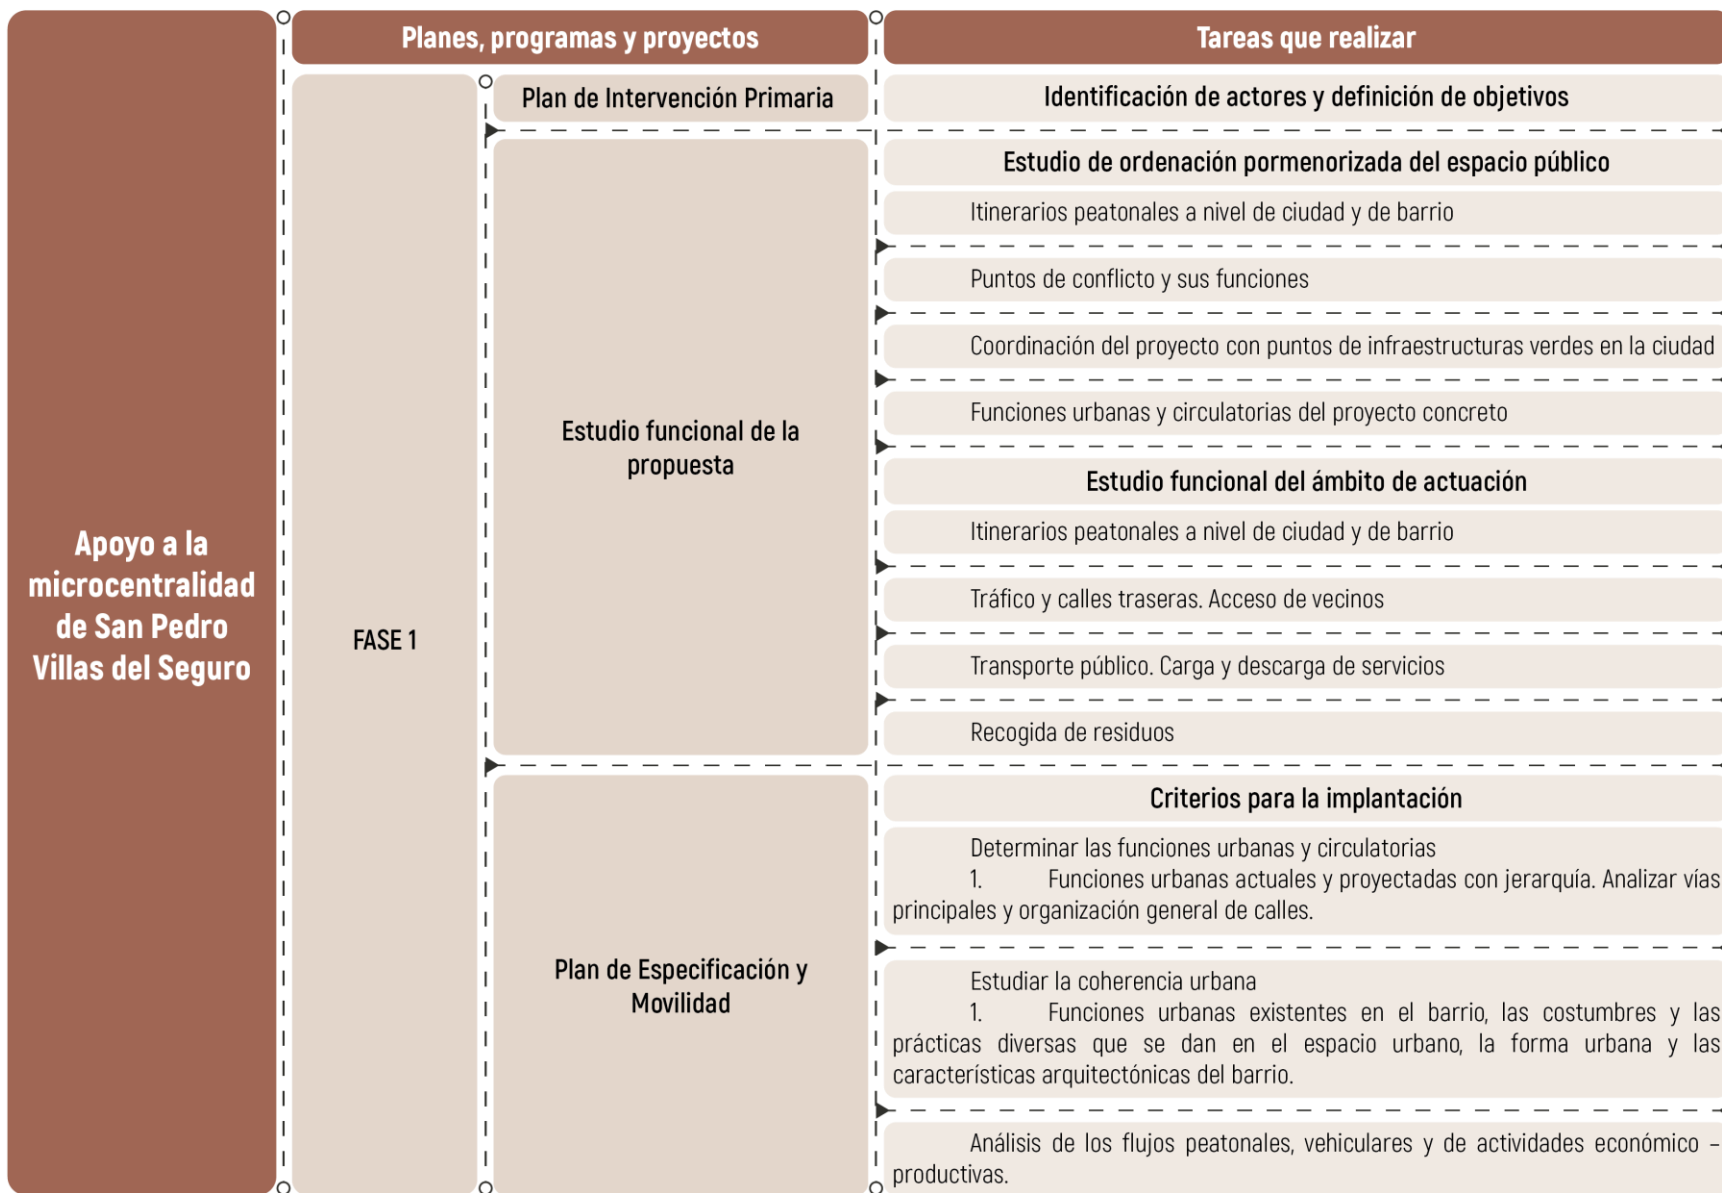 Planes, programas y proyectos
Tareas que realizar
Apoyo a la
microcentralidad
de San Pedro
Villas del Seguro
FASE 1
Plan de Intervención Primaria
Identificación de actores y definición de objetivos
Estudio funcional de la
propuesta
Estudio de ordenación pormenorizada del espacio público
Itinerarios peatonales a nivel de ciudad y de barrio
Puntos de conflicto y sus funciones
Coordinación del proyecto con puntos de infraestructuras verdes en la ciudad
Funciones urbanas y circulatorias del proyecto concreto
Estudio funcional del ámbito de actuación
Itinerarios peatonales a nivel de ciudad y de barrio
Tráfico y calles traseras. Acceso de vecinos
Transporte público. Carga y descarga de servicios
Recogida de residuos
Plan de Especificación y
Movilidad
Criterios para la implantación
Determinar las funciones urbanas y circulatorias
1. Funciones urbanas actuales y proyectadas con jerarquía. Analizar vías
principales y organización general de calles.
Estudiar la coherencia urbana
1. Funciones urbanas existentes en el barrio, las costumbres y las
prácticas diversas que se dan en el espacio urbano, la forma urbana y las
características arquitectónicas del barrio.
Análisis de los flujos peatonales, vehiculares y de actividades económico –
productivas.